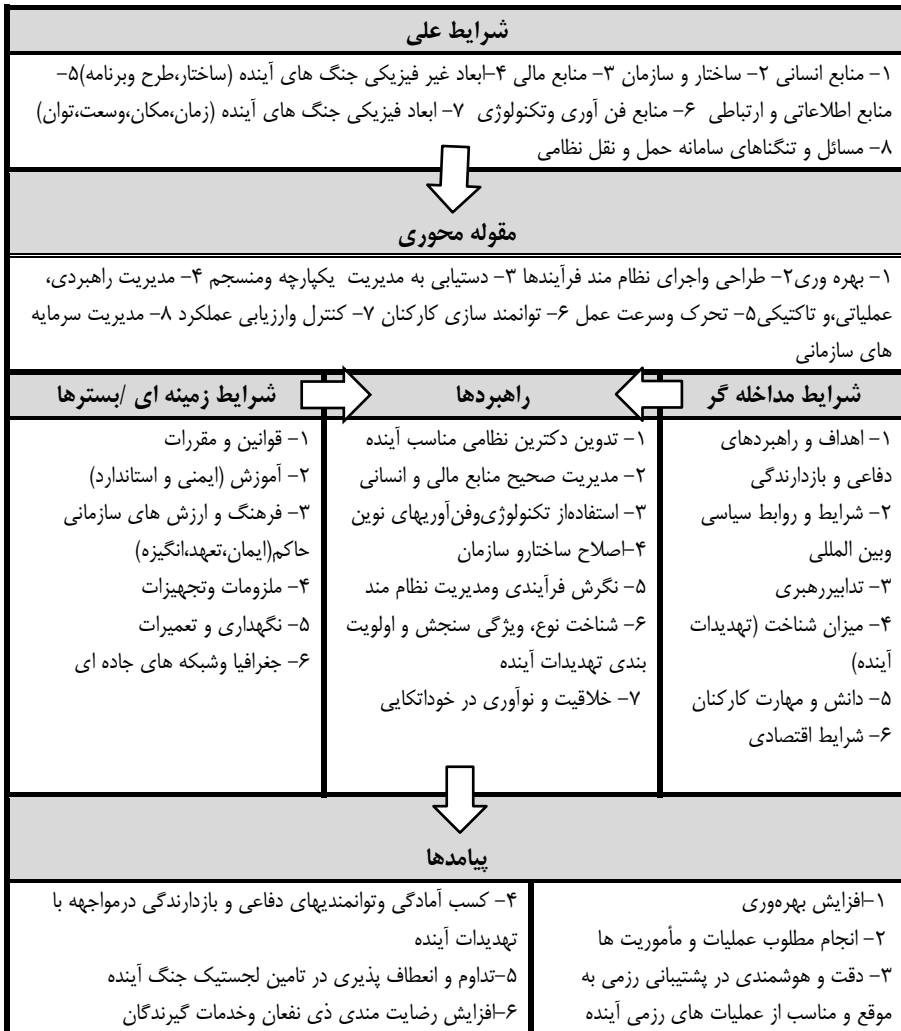 شرایط علی
۱- منابع انسانی ۲- ساختار و سازمان ۳- منابع مالی ۴-ابعاد غیر فیزیکی جنگ های آینده (ساختار،طرح وبرنامه)۵-
منابع اطلاعاتی و ارتباطی ۶- منابع فن آوری وتکنولوژی ۷- ابعاد فیزیکی جنگ های آینده (زمان،مکان،وسعت،توان)
۸- مسائل و تنگناهای سامانه حمل و نقل نظامی
مقوله محوری
۱- بهره وری۲- طراحی واجرای نظام مند فرآیندها ۳- دستیابی به مدیریت یکپارچه ومنسجم ۴- مدیریت راهبردی،
عملیاتی،و تاکتیکی۵- تحرک وسرعت عمل ۶- توانمند سازی کارکنان ۷- کنترل وارزیابی عملکرد ۸- مدیریت سرمایه
های سازمانی
شرایط مداخله گر
۱- اهداف و راهبردهای
دفاعی و بازدارندگی
۲- شرایط و روابط سیاسی
وبین المللی
۳- تدابیررهبری
۴- میزان شناخت (تهدیدات
آینده)
۵- دانش و مهارت کارکنان
۶- شرایط اقتصادی
راهبردها
۱- تدوین دکترین نظامی مناسب آینده
۲- مدیریت صحیح منابع مالی و انسانی
۳- استفادهاز تکنولوژیوفنآوریهای نوین
۴-اصلاح ساختارو سازمان
۵- نگرش فرآیندی ومدیریت نظام مند
۶- شناخت نوع، ویژگی سنجش و اولویت
بندی تهدیدات آینده
۷- خلاقیت و نوآوری در خوداتکایی
شرایط زمینه ای /بسترها
۱- قوانین و مقررات
۲- آموزش (ایمنی و استاندارد)
۳- فرهنگ و ارزش های سازمانی
حاکم(ایمان،تعهد،انگیزه)
۴- ملزومات وتجهیزات
۵- نگهداری و تعمیرات
۶- جغرافیا وشبکه های جاده ای
پیامدها
۱-افزایش بهرهوری
۲- انجام مطلوب عملیات و مأموریت ها
۳- دقت و هوشمندی در پشتیبانی رزمی به
موقع و مناسب از عملیات های رزمی آینده
۴- کسب آمادگی وتوانمندیهای دفاعی و بازدارندگی درمواجهه با
تهدیدات آینده
۵-تداوم و انعطاف پذیری در تامین لجستیک جنگ آینده
۶-افزایش رضایت مندی ذی نفعان وخدمات گیرندگان